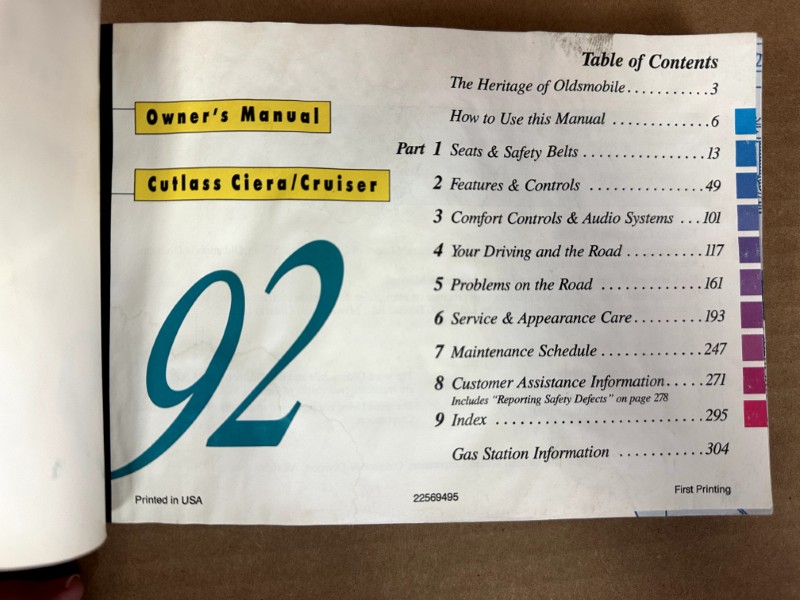 Owner's Manual
Cutlass Ciera/Cruiser
92
Table of Contents
The Heritage of Oldsmobile...........3
How to Use this Manual .............6
Part 1 Seats & Safety Belts ...............13
2 Features & Controls ..............49
3 Comfort Controls & Audio Systems ...101
4 Your Driving and the Road ..........117
5 Problems on the Road .............161
6 Service & Appearance Care.........193
7 Maintenance Schedule .............247
8 Customer Assistance Information.....271
Includes "Reporting Safety Defects" on page 278
9 Index ..........................295
Gas Station Information ...........304
Printed in USA
22569495
First Printing